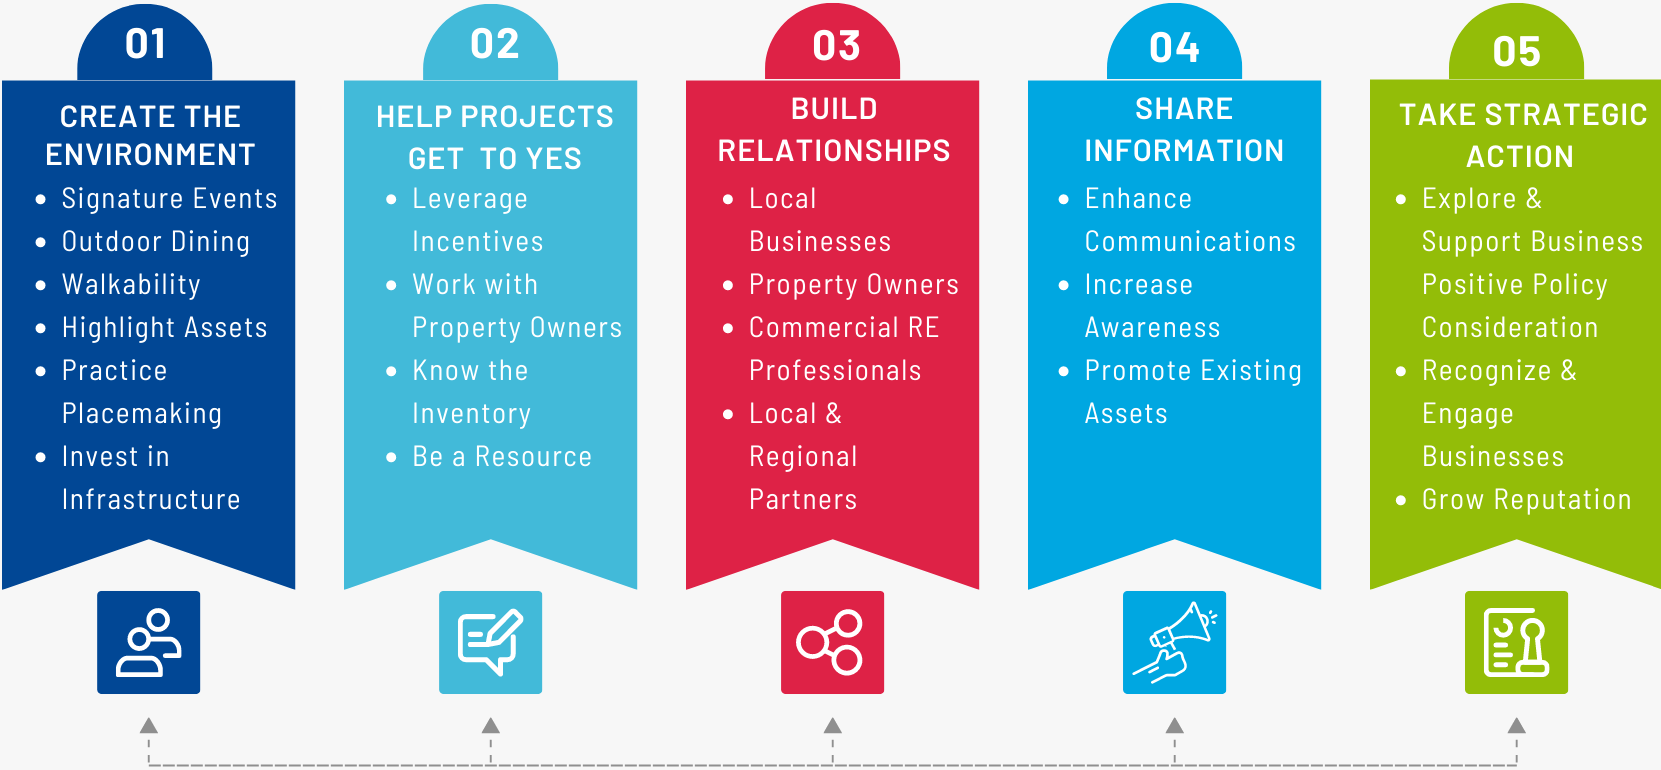 01
CREATE THE
ENVIRONMENT
• Signature Events
• Outdoor Dining
• Walkability
• Highlight Assets
• Practice
Placemaking
• Invest in
Infrastructure
02
HELP PROJECTS
GET TO YES
• Leverage
Incentives
• Work with
Property Owners
• Know the
Inventory
• Be a Resource
03
BUILD
RELATIONSHIPS
• Local
Businesses
• Property Owners
• Commercial RE
Professionals
• Local &
Regional
Partners
04
SHARE
INFORMATION
• Enhance
Communications
• Increase
Awareness
• Promote Existing
Assets
05
TAKE STRATEGIC
ACTION
• Explore &
Support Business
Positive Policy
Consideration
• Recognize &
Engage
Businesses
• Grow Reputation